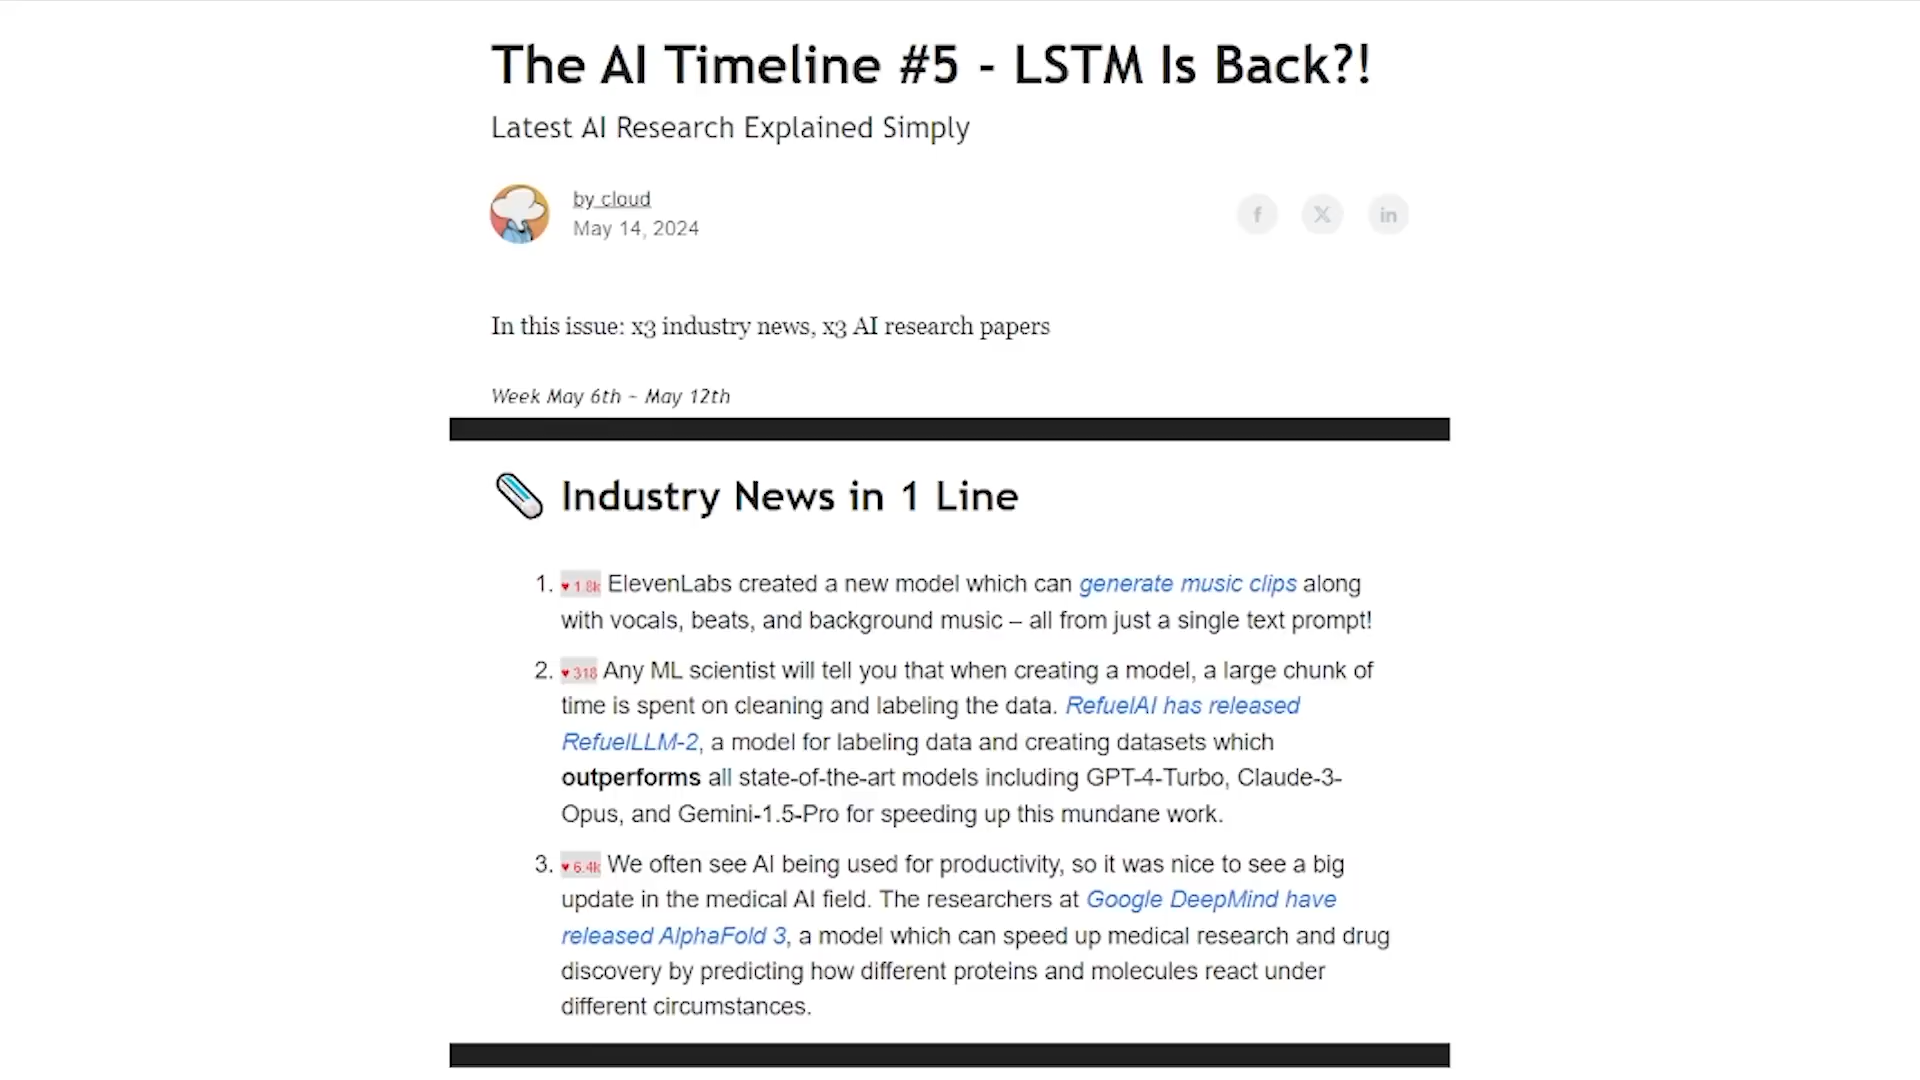 The AI Timeline #5 - LSTM Is Back?!
Latest AI Research Explained Simply
by cloud
May 14, 2024
f X in
In this issue: x3 industry news, x3 AI research papers
Week May 6th ~ May 12th
Industry News in 1 Line
1. ♥ 1.8k ElevenLabs created a new model which can generate music clips along
with vocals, beats, and background music – all from just a single text prompt!
2. ♥ 318 Any ML scientist will tell you that when creating a model, a large chunk of
time is spent on cleaning and labeling the data. RefuelAI has released
RefuelLLM-2, a model for labeling data and creating datasets which
outperforms all state-of-the-art models including GPT-4-Turbo, Claude-3-
Opus, and Gemini-1.5-Pro for speeding up this mundane work.
3. ♥ 6.4k We often see AI being used for productivity, so it was nice to see a big
update in the medical AI field. The researchers at Google DeepMind have
released AlphaFold 3, a model which can speed up medical research and drug
discovery by predicting how different proteins and molecules react under
different circumstances.